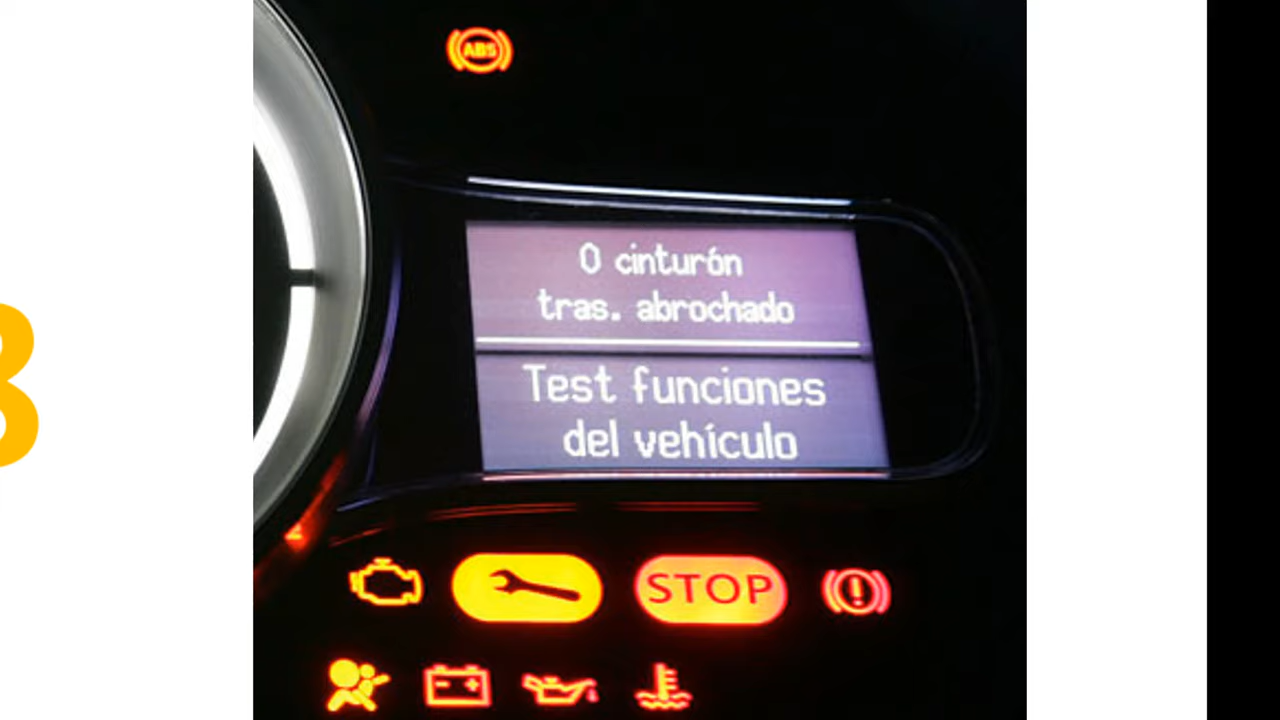 ABS
0 cinturón
tras. abrochado
Test funciones
del vehículo
STOP